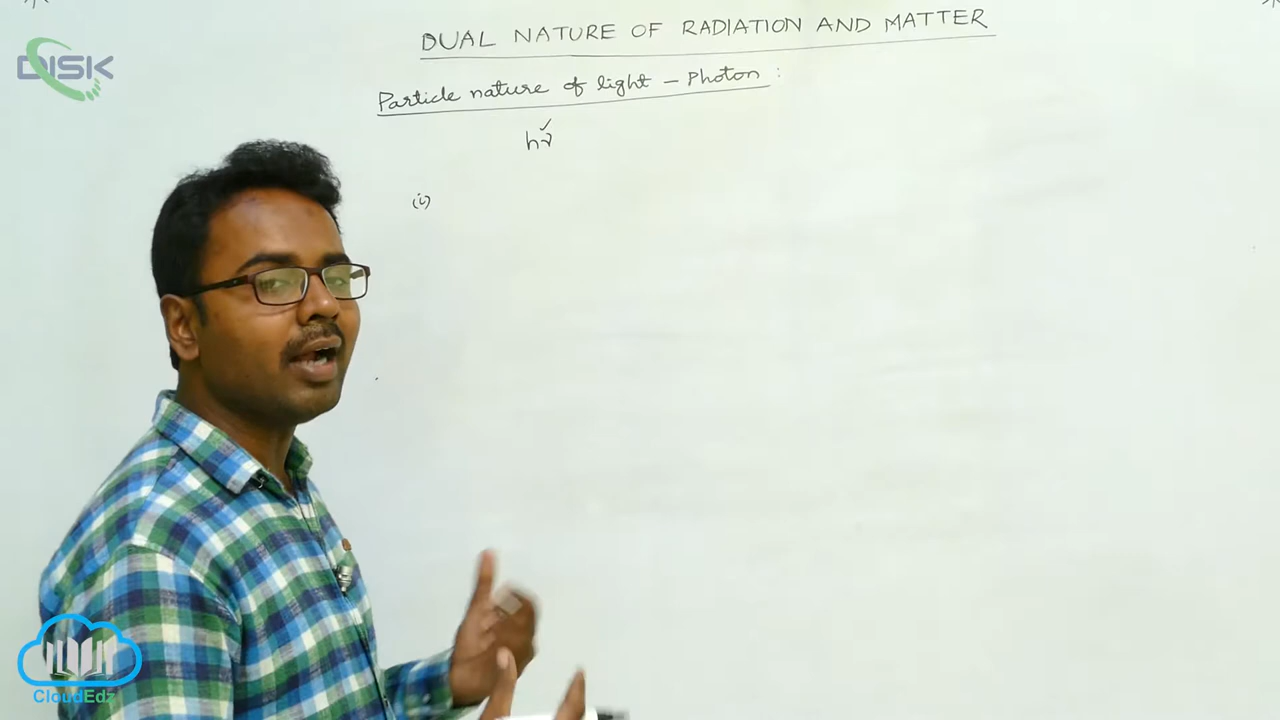 DUAL NATURE OF RADIATION AND MATTER
DISK
Particle nature of light – Photon :
hν
(i)
CloudEdz